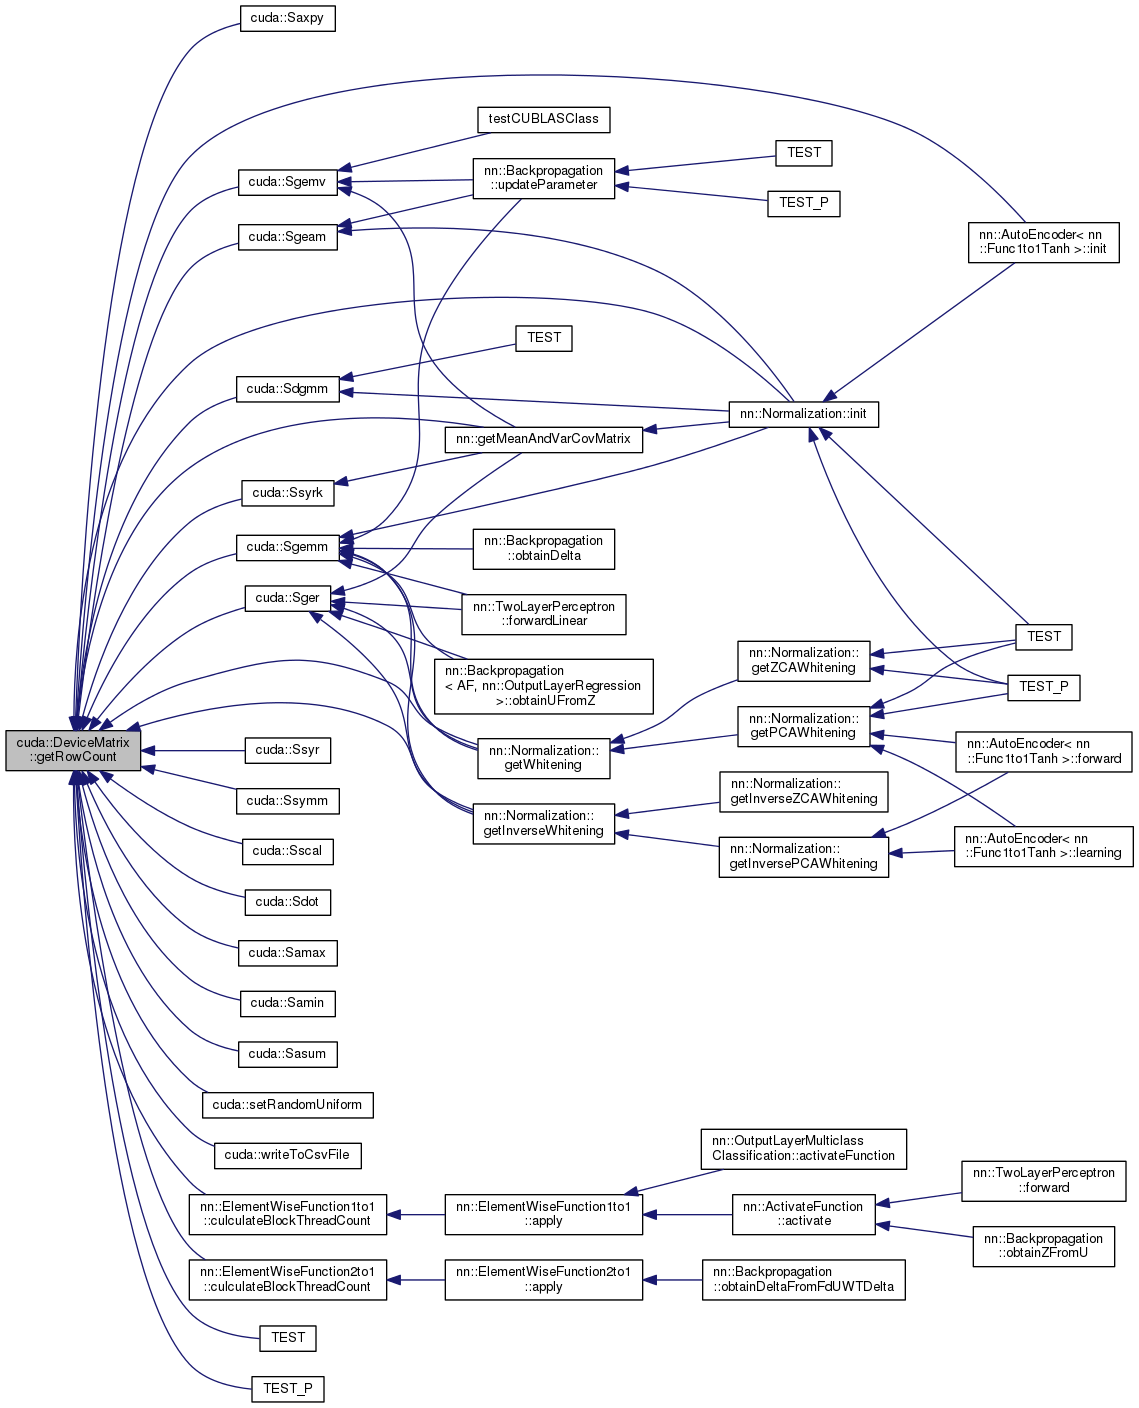 cuda::Saxpy
testCUBLASClass
TEST
cuda::Sgemv
nn::Backpropagation
::updateParameter
TEST_P
cuda::Sgeam
nn::AutoEncoder< nn
::Func1to1Tanh >::init
TEST
cuda::Sdgmm
nn::Normalization::init
nn::getMeanAndVarCovMatrix
cuda::Ssyrk
cuda::Sgemm
nn::Backpropagation
::obtainDelta
cuda::Sger
nn::TwoLayerPerceptron
::forwardLinear
TEST
nn::Normalization::
getZCAWhitening
nn::Backpropagation
< AF, nn::OutputLayerRegression
>::obtainUFromZ
TEST_P
nn::Normalization::
getPCAWhitening
cuda::DeviceMatrix
::getRowCount
cuda::Ssyr
nn::Normalization::
getWhitening
nn::AutoEncoder< nn
::Func1to1Tanh >::forward
nn::Normalization::
getInverseZCAWhitening
cuda::Ssymm
nn::Normalization::
getInverseWhitening
cuda::Sscal
nn::Normalization::
getInversePCAWhitening
nn::AutoEncoder< nn
::Func1to1Tanh >::learning
cuda::Sdot
cuda::Samax
cuda::Samin
cuda::Sasum
cuda::setRandomUniform
cuda::writeToCsvFile
nn::OutputLayerMulticlass
Classification::activateFunction
nn::TwoLayerPerceptron
::forward
nn::ElementWiseFunction1to1
::culculateBlockThreadCount
nn::ElementWiseFunction1to1
::apply
nn::ActivateFunction
::activate
nn::Backpropagation
::obtainZFromU
nn::ElementWiseFunction2to1
::culculateBlockThreadCount
nn::ElementWiseFunction2to1
::apply
nn::Backpropagation
::obtainDeltaFromFdUWTDelta
TEST
TEST_P